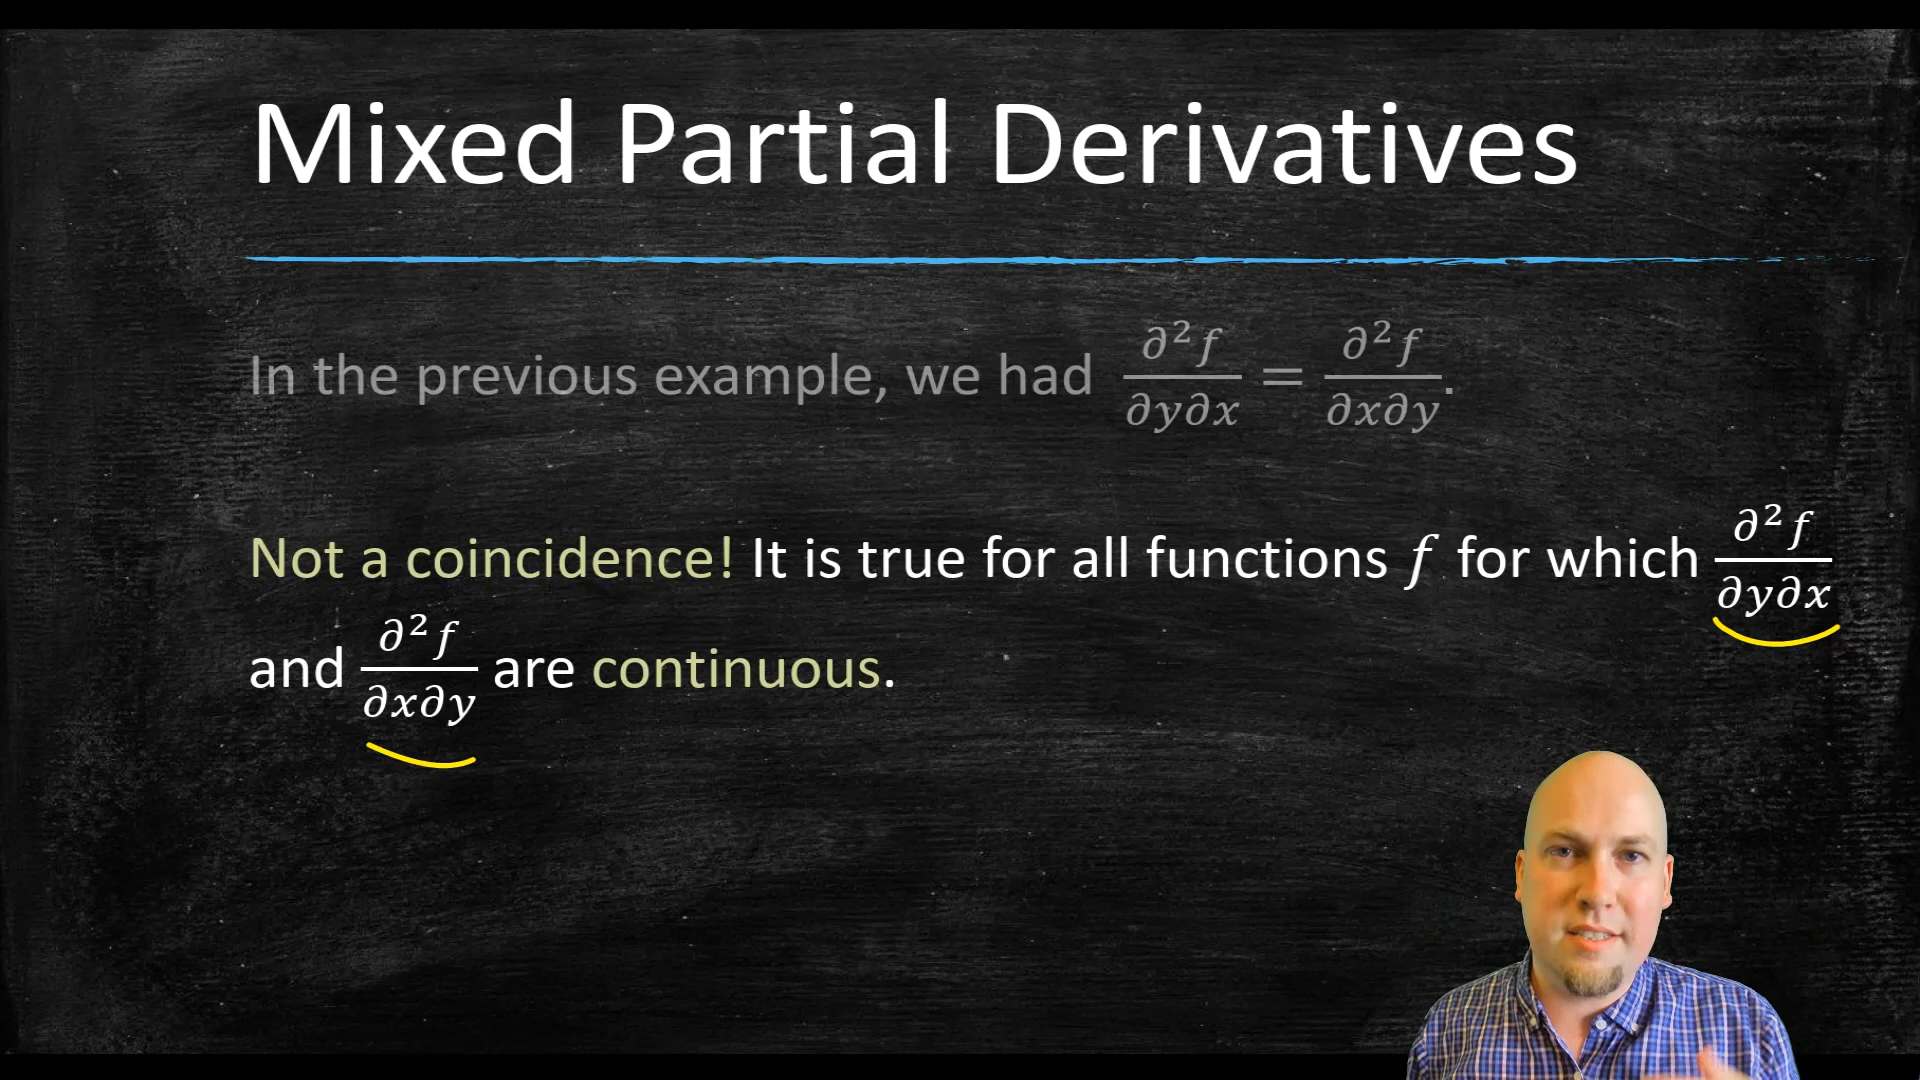 Mixed Partial Derivatives
In the previous example, we had ∂²f/∂y∂x = ∂²f/∂x∂y.
Not a coincidence! It is true for all functions f for which ∂²f/∂y∂x
and ∂²f/∂x∂y are continuous.